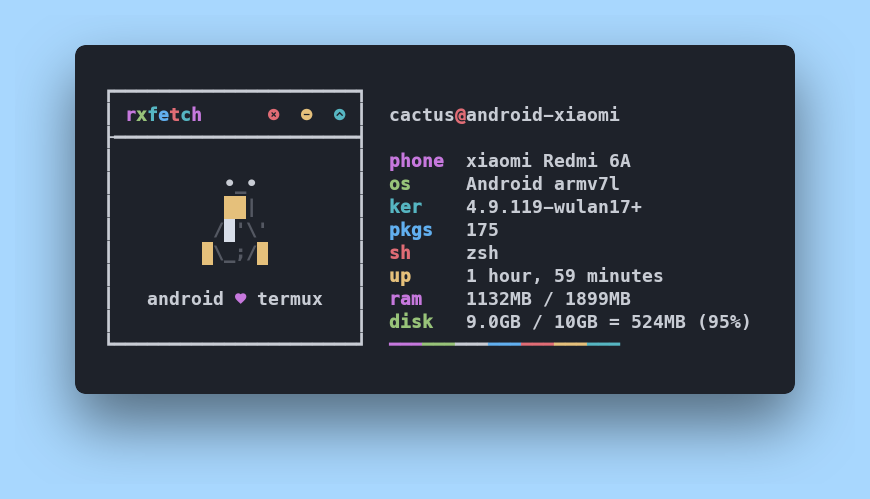 rxfetch
android ♥ termux
cactus@android-xiaomi
phone xiaomi Redmi 6A
os Android armv7l
ker 4.9.119-wulan17+
pkgs 175
sh zsh
up 1 hour, 59 minutes
ram 1132MB / 1899MB
disk 9.0GB / 10GB = 524MB (95%)